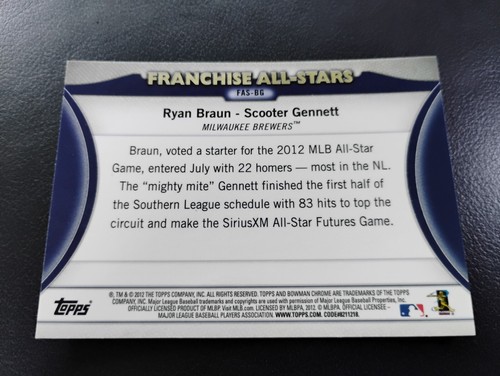 FRANCHISE ALL-STARS
FAS-BG
Ryan Braun - Scooter Gennett
MILWAUKEE BREWERS™
Braun, voted a starter for the 2012 MLB All-Star
Game, entered July with 22 homers — most in the NL.
The "mighty mite" Gennett finished the first half of
the Southern League schedule with 83 hits to top the
circuit and make the SiriusXM All-Star Futures Game.
®, TM & © 2012 THE TOPPS COMPANY, INC. ALL RIGHTS RESERVED. TOPPS AND BOWMAN CHROME ARE TRADEMARKS OF THE TOPPS
COMPANY, INC. Major League Baseball trademarks and copyrights are used with permission of Major League Baseball Properties, Inc.
OFFICIALLY LICENSED PRODUCT OF MLBP. Visit MLB.com. LICENSED BY MLBPA, 2012. © MLBPA. OFFICIAL LICENSEE –
MAJOR LEAGUE BASEBALL PLAYERS ASSOCIATION. WWW.TOPPS.COM. CODE#8211218.
Topps